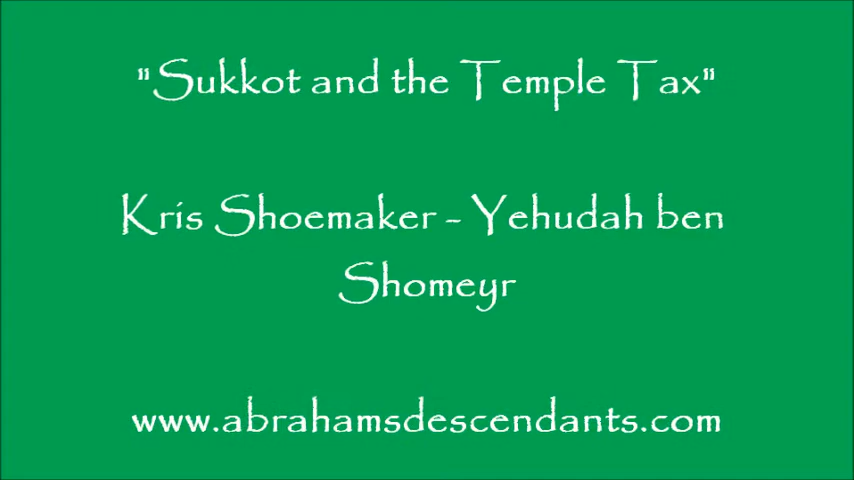 "Sukkot and the Temple Tax"
Kris Shoemaker - Yehudah ben
Shomeyr
www.abrahamsdescendants.com